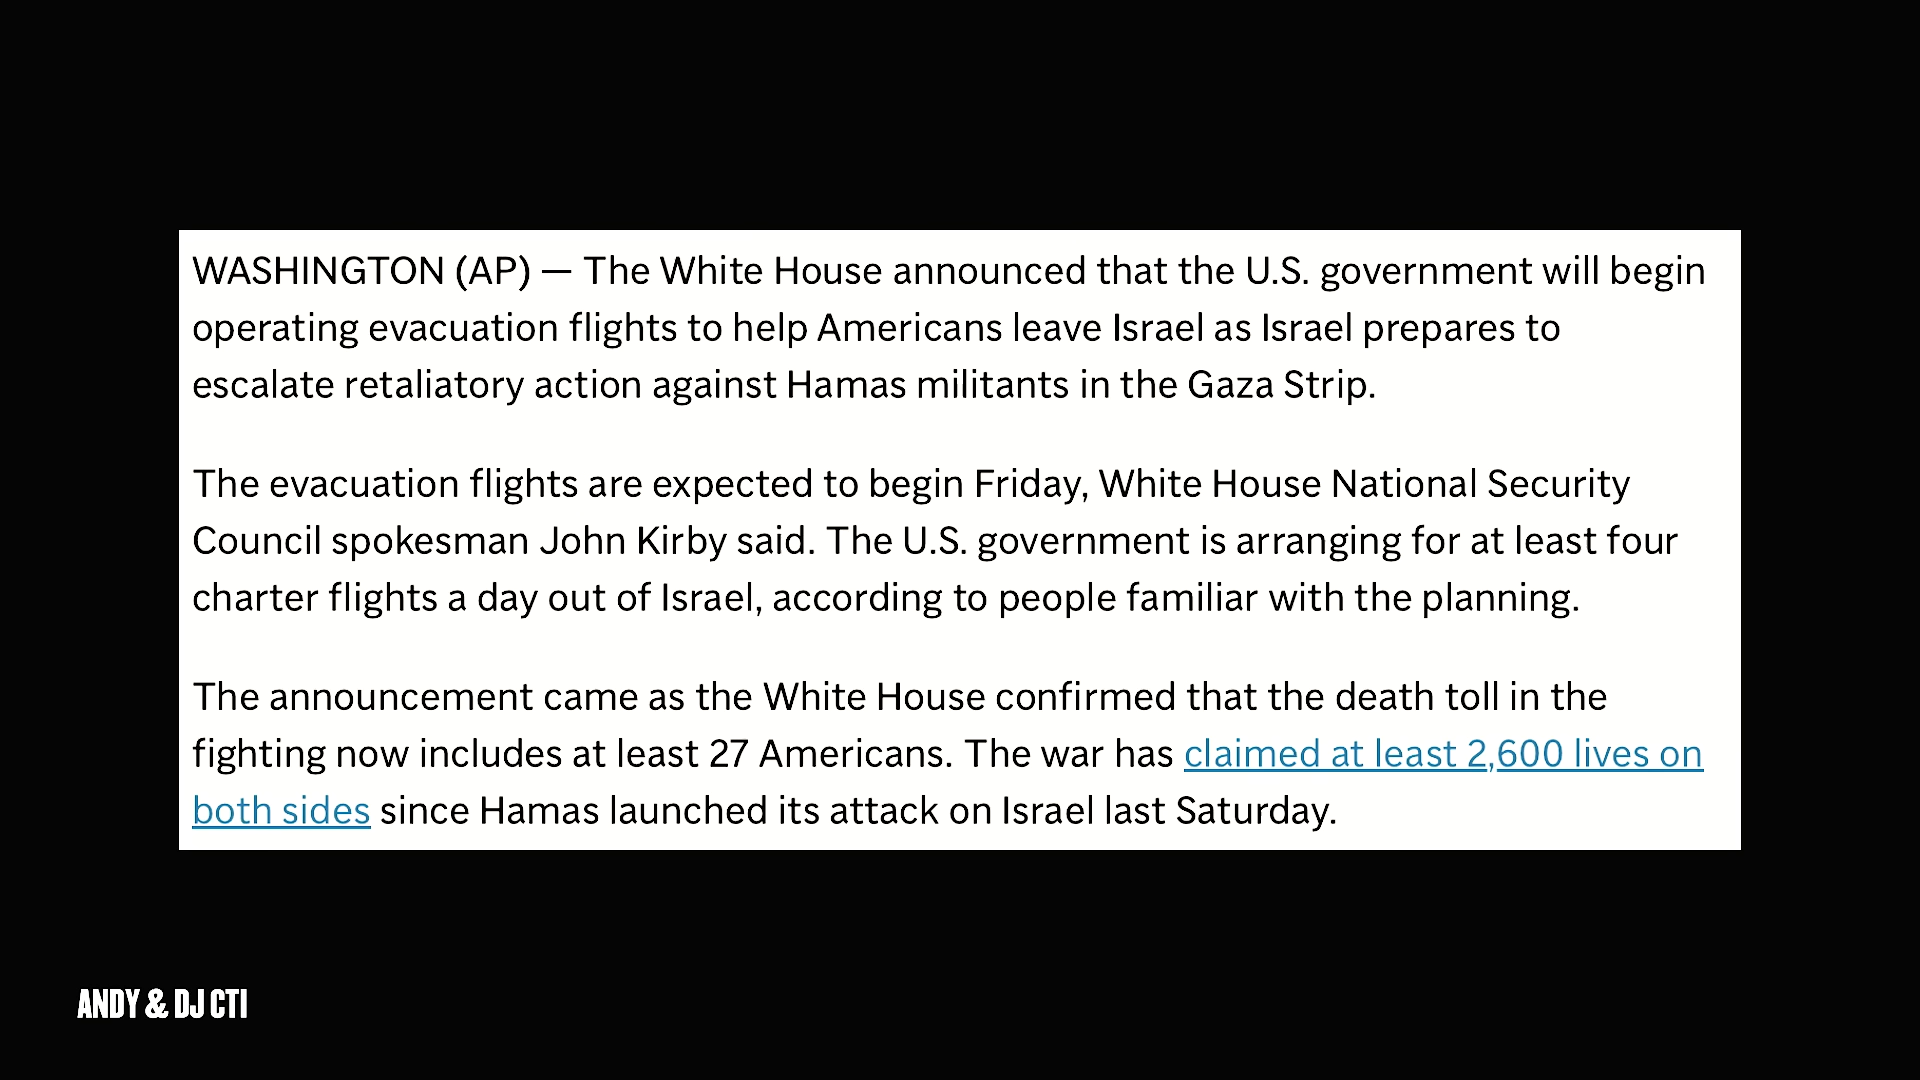 WASHINGTON (AP) — The White House announced that the U.S. government will begin
operating evacuation flights to help Americans leave Israel as Israel prepares to
escalate retaliatory action against Hamas militants in the Gaza Strip.
The evacuation flights are expected to begin Friday, White House National Security
Council spokesman John Kirby said. The U.S. government is arranging for at least four
charter flights a day out of Israel, according to people familiar with the planning.
The announcement came as the White House confirmed that the death toll in the
fighting now includes at least 27 Americans. The war has claimed at least 2,600 lives on
both sides since Hamas launched its attack on Israel last Saturday.
ANDY & DJ CTI